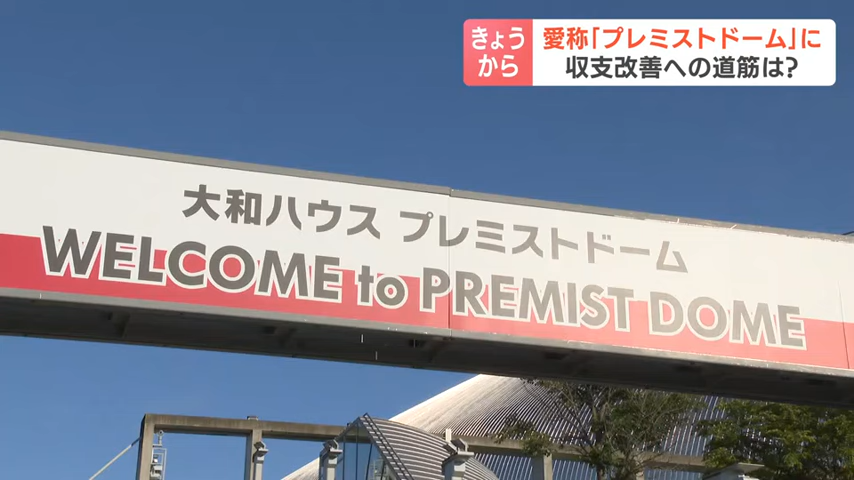 きょう
から
愛称「プレミストドーム」に
収支改善への道筋は?
大和ハウス プレミストドーム
WELCOME to PREMIST DOME